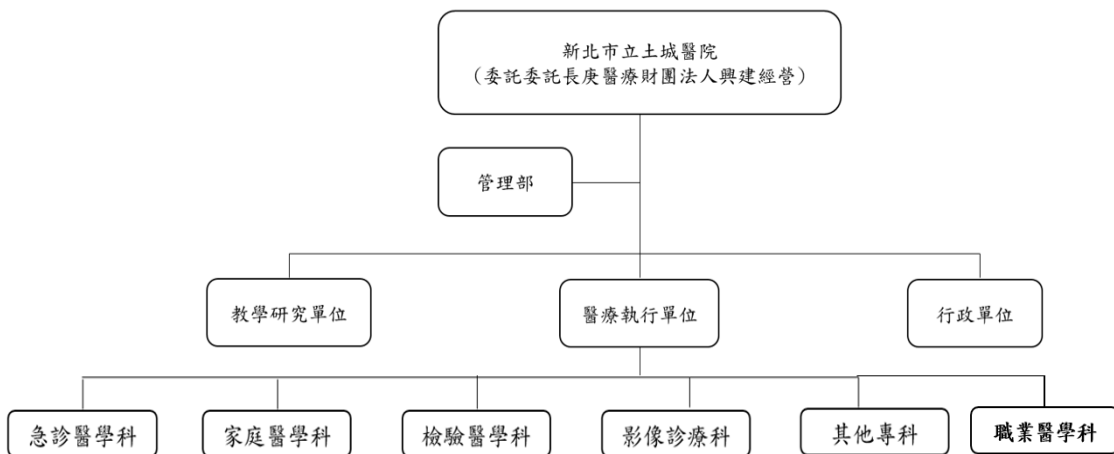 新北市立土城醫院
（委託委託長庚醫療財團法人興建經營）
管理部
教學研究單位
醫療執行單位
行政單位
急診醫學科
家庭醫學科
檢驗醫學科
影像診療科
其他專科
職業醫學科